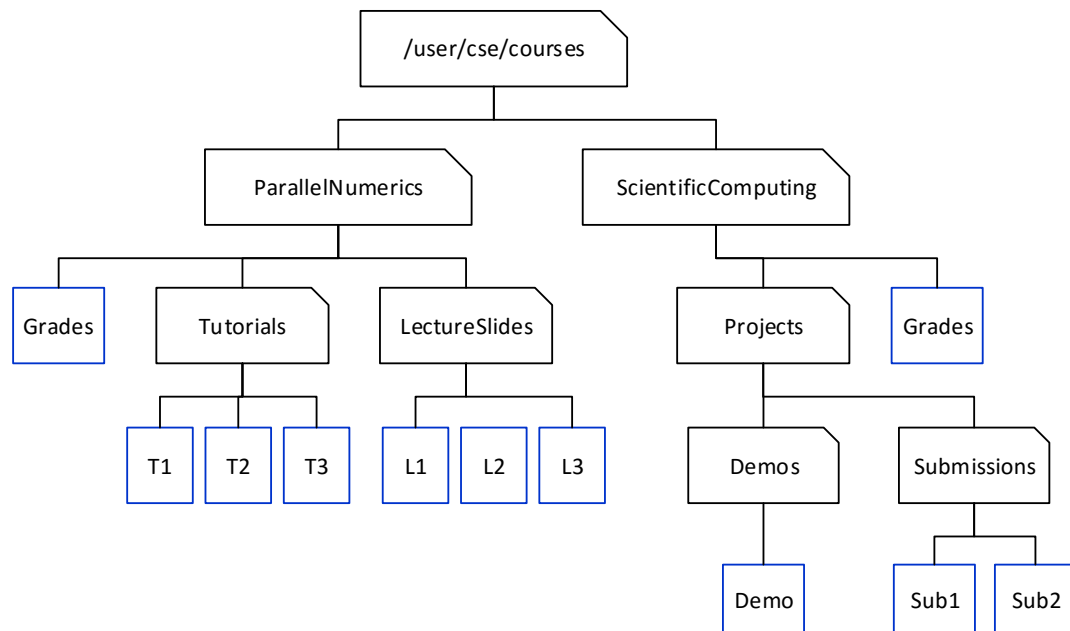 /user/cse/courses
ParallelNumerics
ScientificComputing
Grades
Tutorials
LectureSlides
Projects
Grades
T1
T2
T3
L1
L2
L3
Demos
Submissions
Demo
Sub1
Sub2